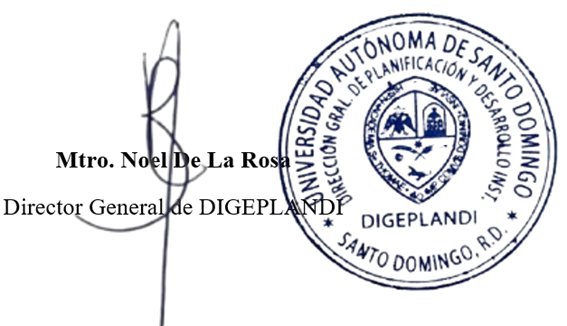 Mtro. Noel De La Rosa
Director General de DIGEPLANDI
UNIVERSIDAD AUTÓNOMA DE SANTO DOMINGO
DIRECCIÓN GRAL. DE PLANIFICACIÓN Y DESARROLLO INST.
DIGEPLANDI
SANTO DOMINGO, R.D.